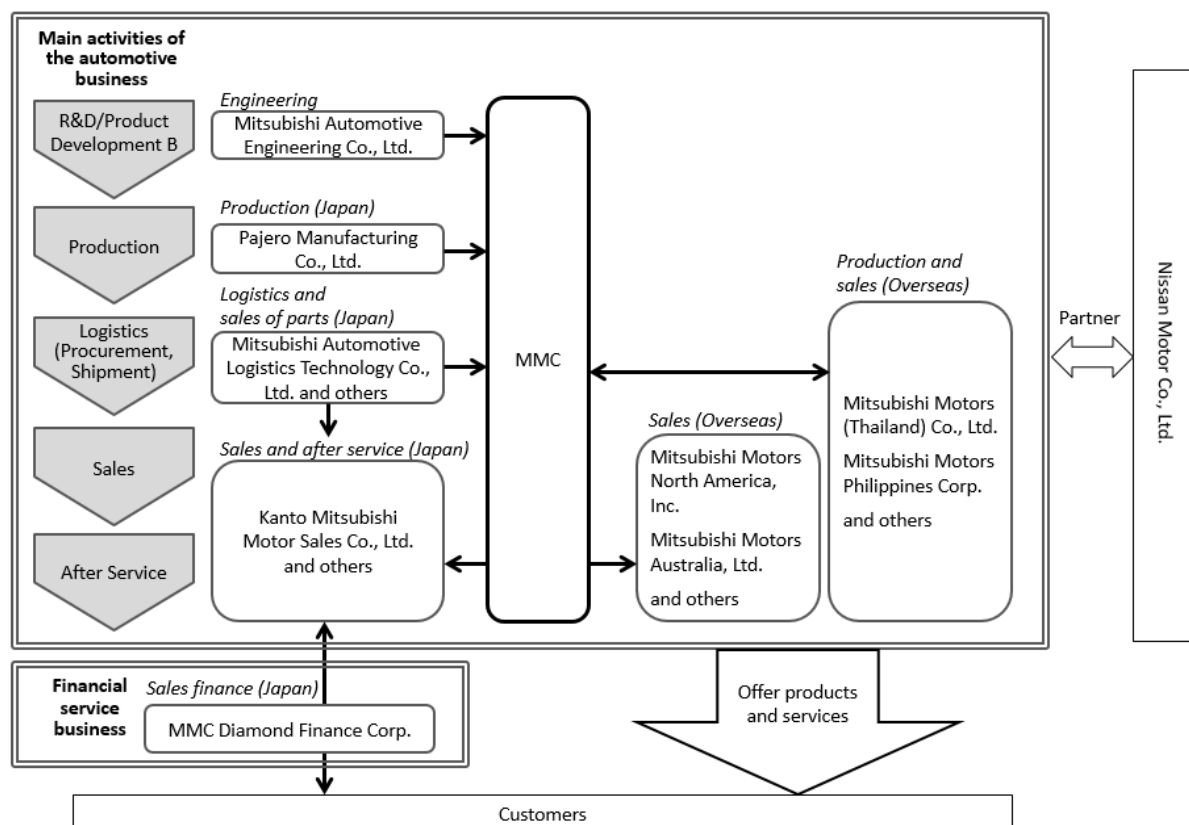 Main activities of
the automotive
business
R&D/Product
Development B
Production
Logistics
(Procurement,
Shipment)
Sales
After Service
Engineering
Mitsubishi Automotive
Engineering Co., Ltd.
Production (Japan)
Pajero Manufacturing
Co., Ltd.
Logistics and
sales of parts (Japan)
Mitsubishi Automotive
Logistics Technology Co.,
Ltd. and others
Sales and after service (Japan)
Kanto Mitsubishi
Motor Sales Co., Ltd.
and others
MMC
Sales (Overseas)
Mitsubishi Motors
North America,
Inc.
Mitsubishi Motors
Australia, Ltd.
and others
Production and
sales (Overseas)
Mitsubishi Motors
(Thailand) Co., Ltd.
Mitsubishi Motors
Philippines Corp.
and others
Partner
Nissan Motor Co., Ltd.
Financial
service
business
Sales finance (Japan)
MMC Diamond Finance Corp.
Offer products
and services
Customers